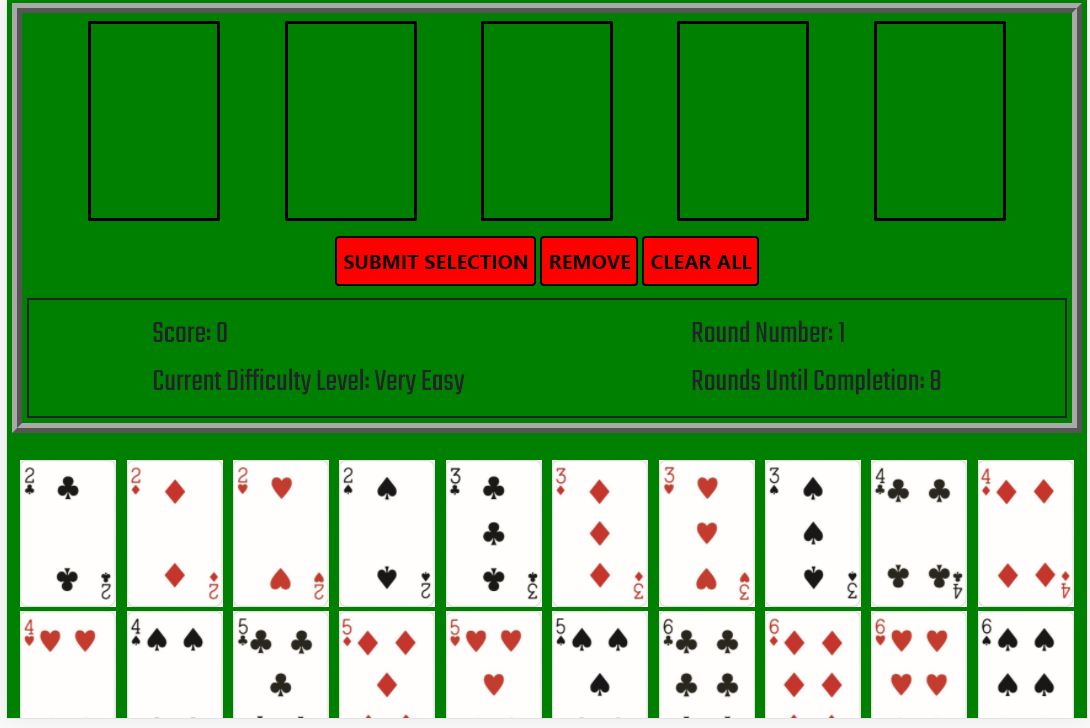 SUBMIT SELECTION REMOVE CLEAR ALL
Score: 0 Round Number: 1
Current Difficulty Level: Very Easy Rounds Until Completion: 8
2 2 2 2 3 3 3 3 4 4
2 2 2 2 3 3 3 3 4 4
4 4 5 5 5 5 6 6 6 6